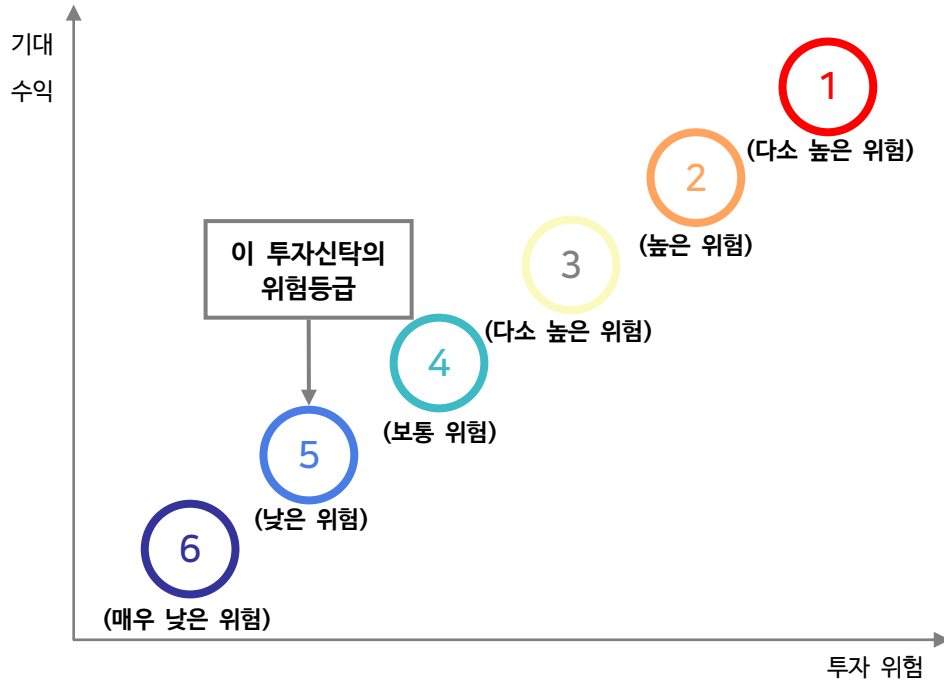 기대
수익
1
(다소 높은 위험)
2
(높은 위험)
3
(다소 높은 위험)
이 투자신탁의
위험등급
4
(보통 위험)
5
(낮은 위험)
6
(매우 낮은 위험)
투자 위험